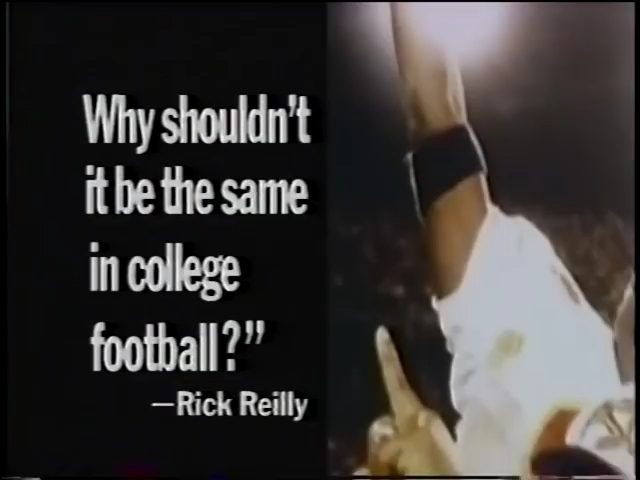 Why shouldn't
it be the same
in college
football?"
—Rick Reilly